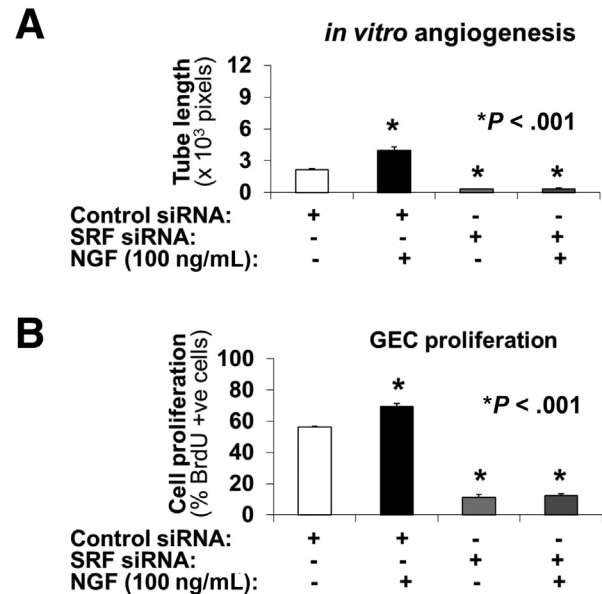 A
in vitro angiogenesis
Tube length
(x 10³ pixels)
12
9
6
3
0
*
*P < .001
*
*
Control siRNA: + + - -
SRF siRNA: - - + +
NGF (100 ng/mL): - + - +
B
GEC proliferation
Cell proliferation
(% BrdU +ve cells)
100
80
60
40
20
0
*
*P < .001
*
*
Control siRNA: + + - -
SRF siRNA: - - + +
NGF (100 ng/mL): - + - +